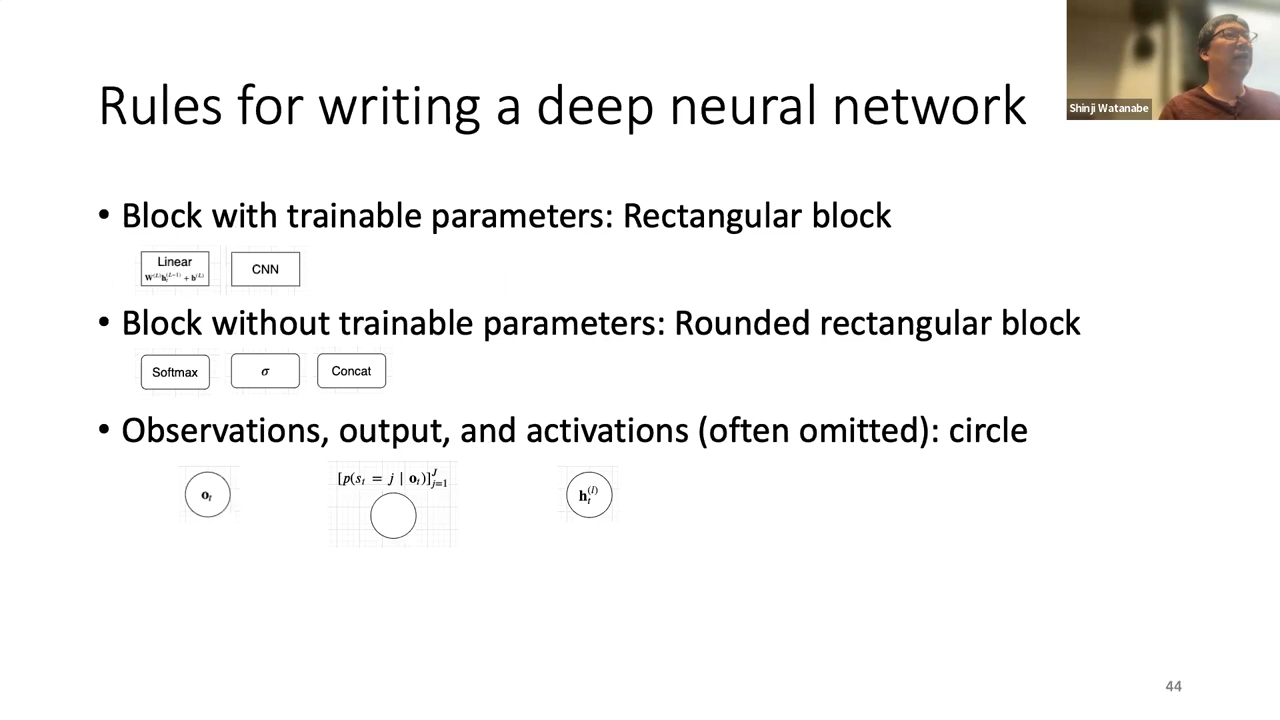 Shinji Watanabe
Rules for writing a deep neural network
• Block with trainable parameters: Rectangular block
Linear
W^{(L)}h_t^{(L-1)} + b^{(L)}
CNN
• Block without trainable parameters: Rounded rectangular block
Softmax
σ
Concat
• Observations, output, and activations (often omitted): circle
o_t
[p(s_t = j | o_t)]_{j=1}^J
h_t^{(l)}
44